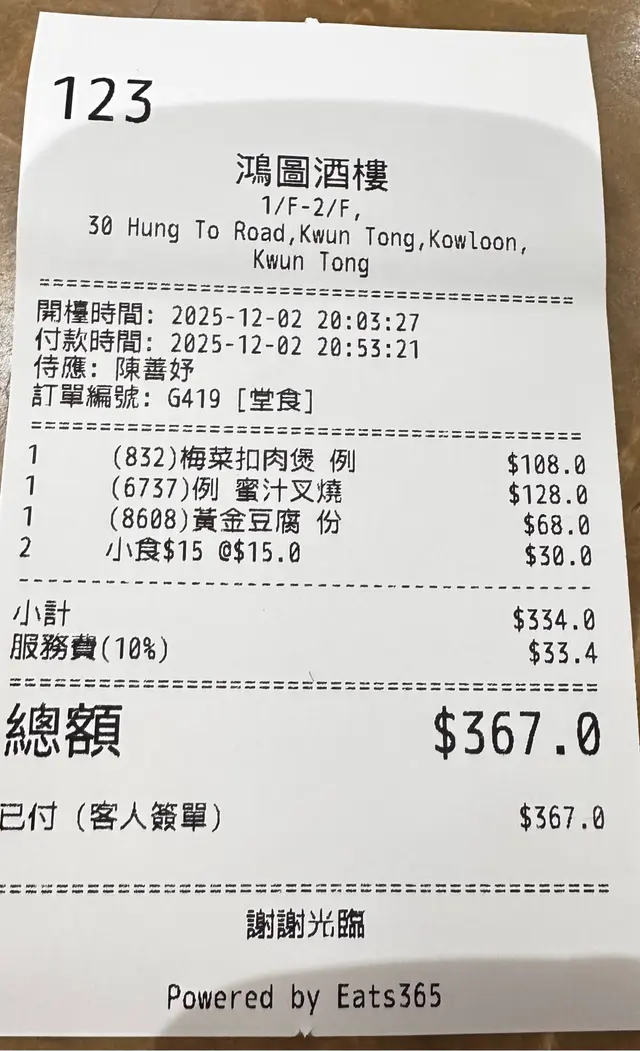 123
鴻圖酒樓
1/F-2/F,
30 Hung To Road,Kwun Tong,Kowloon,
Kwun Tong
開檯時間: 2025-12-02 20:03:27
付款時間: 2025-12-02 20:53:21
侍應: 陳善妤
訂單編號: G419 [堂食]
1 (832)梅菜扣肉煲 例 $108.0
1 (6737)例 蜜汁叉燒 $128.0
1 (8608)黃金豆腐 份 $68.0
2 小食$15 @$15.0 $30.0
小計 $334.0
服務費(10%) $33.4
總額 $367.0
已付 (客人簽單) $367.0
謝謝光臨
Powered by Eats365